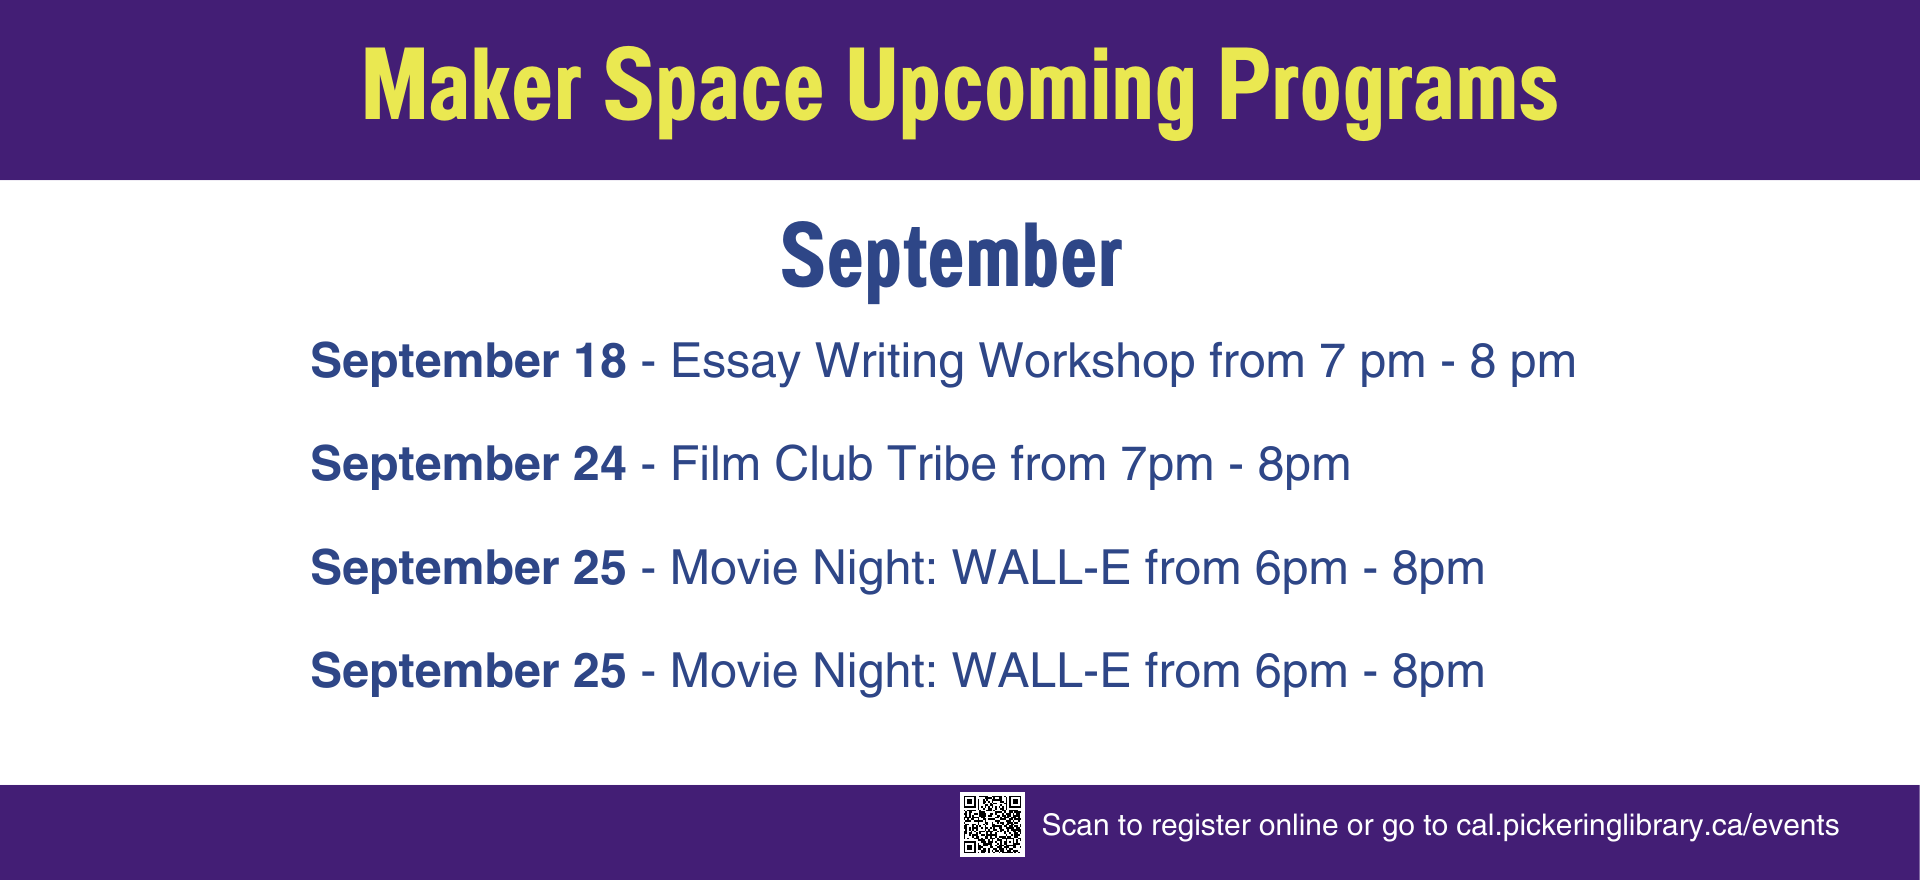 Maker Space Upcoming Programs
September
September 18 - Essay Writing Workshop from 7 pm - 8 pm
September 24 - Film Club Tribe from 7pm - 8pm
September 25 - Movie Night: WALL-E from 6pm - 8pm
September 25 - Movie Night: WALL-E from 6pm - 8pm
Scan to register online or go to cal.pickeringlibrary.ca/events